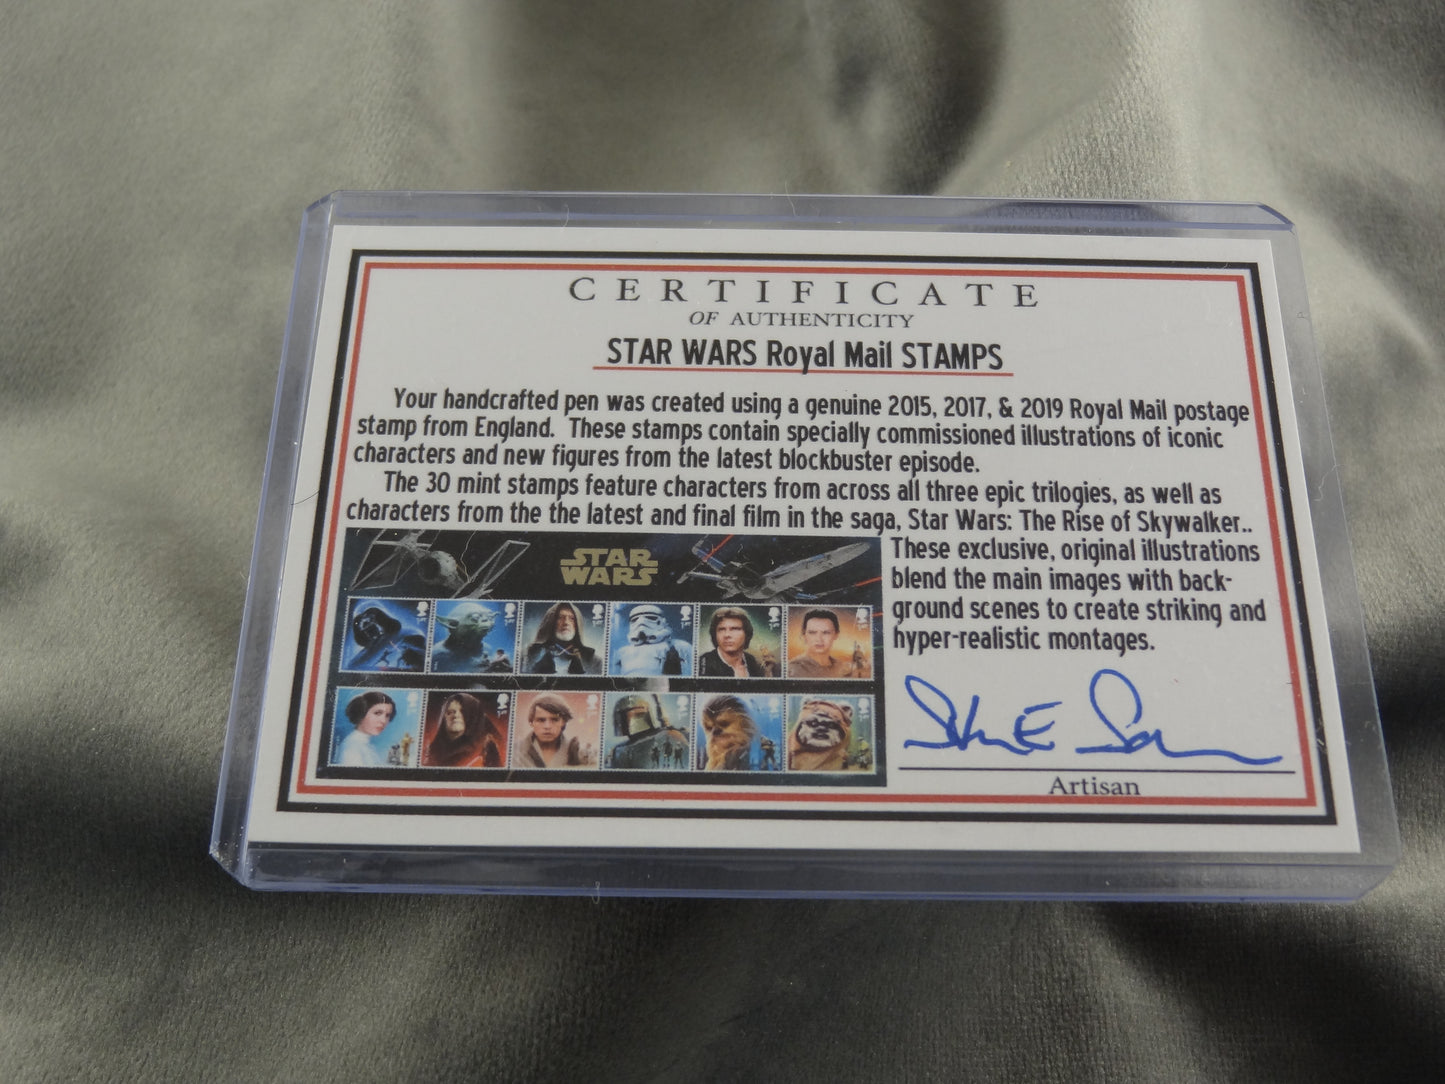 CERTIFICATE
OF AUTHENTICITY
STAR WARS Royal Mail STAMPS
Your handcrafted pen was created using a genuine 2015, 2017, & 2019 Royal Mail postage
stamp from England. These stamps contain specially commissioned illustrations of iconic
characters and new figures from the latest blockbuster episode.
The 30 mint stamps feature characters from across all three epic trilogies, as well as
characters from the the latest and final film in the saga, Star Wars: The Rise of Skywalker..
These exclusive, original illustrations
blend the main images with back-
ground scenes to create striking and
hyper-realistic montages.
STAR
WARS
Artisan